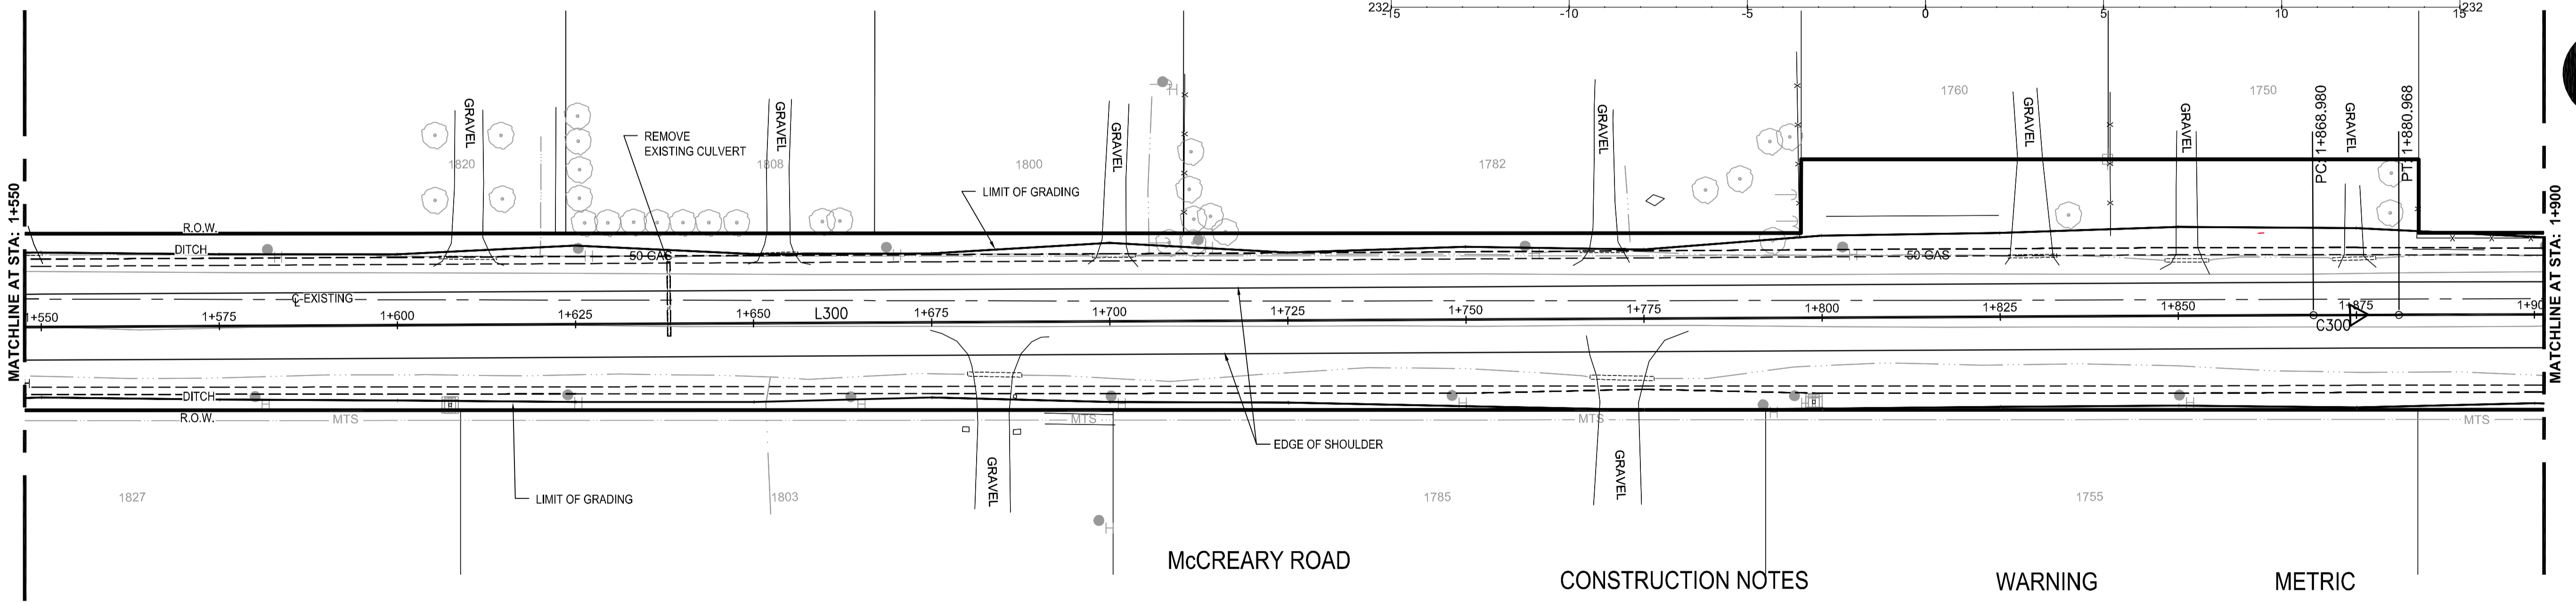 232
-15
-10
-5
0
5
10
15
232
MATCHLINE AT STA: 1+550
MATCHLINE AT STA: 1+900
1820
1808
1800
1782
1760
1750
GRAVEL
GRAVEL
GRAVEL
GRAVEL
GRAVEL
GRAVEL
GRAVEL
PC: 1+868.980
PT: 1+880.968
REMOVE
EXISTING CULVERT
LIMIT OF GRADING
R.O.W.
DITCH
50 GAS
50 GAS
H
H
H
H
H
H
CL-EXISTING
1+550
1+575
1+600
1+625
1+650
L300
1+675
1+700
1+725
1+750
1+775
1+800
1+825
1+850
1+875
1+90
C300
DITCH
R.O.W.
H
H
H
H
H
H
H
MTS
MTS
MTS
MTS
EDGE OF SHOULDER
LIMIT OF GRADING
GRAVEL
GRAVEL
1827
1803
1785
1755
H
McCREARY ROAD
CONSTRUCTION NOTES
WARNING
METRIC